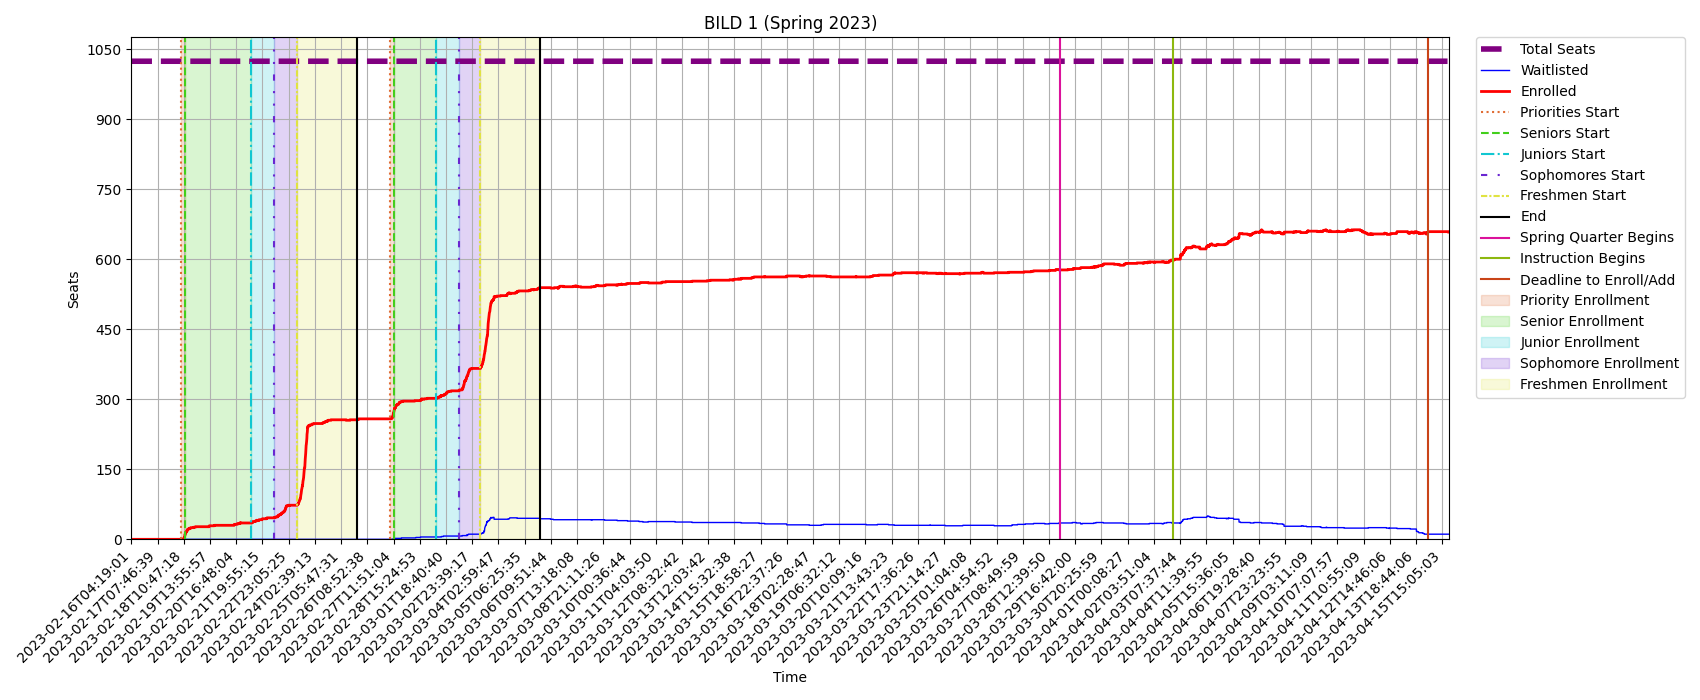 BILD 1 (Spring 2023)
Seats
1050
900
750
600
450
300
150
0
2023-02-16T04:19:01
2023-02-17T07:46:39
2023-02-18T10:47:18
2023-02-19T13:55:57
2023-02-20T16:48:04
2023-02-21T19:55:15
2023-02-22T23:05:25
2023-02-24T02:39:13
2023-02-25T05:47:31
2023-02-26T08:52:38
2023-02-27T11:51:04
2023-02-28T15:24:53
2023-03-01T18:40:40
2023-03-02T23:39:17
2023-03-04T02:59:47
2023-03-05T06:25:35
2023-03-06T09:51:44
2023-03-07T13:18:08
2023-03-08T21:11:26
2023-03-10T00:36:44
2023-03-11T04:03:50
2023-03-12T08:32:42
2023-03-13T12:03:42
2023-03-14T15:32:38
2023-03-15T18:58:27
2023-03-16T22:37:26
2023-03-18T02:28:47
2023-03-19T06:32:12
2023-03-20T10:09:16
2023-03-21T13:43:23
2023-03-22T17:36:26
2023-03-23T21:14:27
2023-03-25T01:04:08
2023-03-26T04:54:52
2023-03-27T08:49:59
2023-03-28T12:39:50
2023-03-29T16:42:00
2023-03-30T20:25:59
2023-04-01T00:08:27
2023-04-02T03:51:04
2023-04-03T07:37:44
2023-04-04T11:39:55
2023-04-05T15:36:05
2023-04-06T19:28:40
2023-04-07T23:23:55
2023-04-09T03:11:09
2023-04-10T07:07:57
2023-04-11T10:55:09
2023-04-12T14:46:06
2023-04-13T18:44:06
2023-04-15T15:05:03
Time
Total Seats
Waitlisted
Enrolled
Priorities Start
Seniors Start
Juniors Start
Sophomores Start
Freshmen Start
End
Spring Quarter Begins
Instruction Begins
Deadline to Enroll/Add
Priority Enrollment
Senior Enrollment
Junior Enrollment
Sophomore Enrollment
Freshmen Enrollment